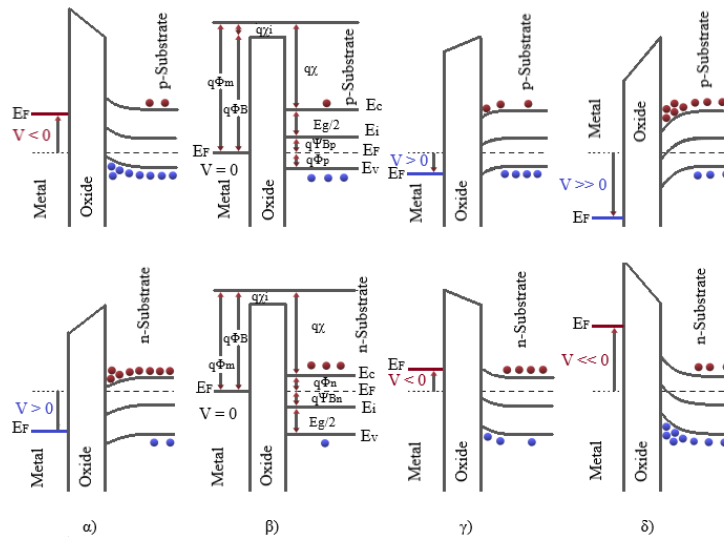 p-Substrate
EF
V < 0
Metal
Oxide
qχi
qΦm
qΦB
qχ
p-Substrate
Ec
Eg/2
Ei
qΨBp
EF
qΦp
Ev
EF
V = 0
Metal
Oxide
p-Substrate
V > 0
EF
Metal
Oxide
p-Substrate
Metal
Oxide
V >> 0
EF
n-Substrate
V > 0
EF
Metal
Oxide
qχi
qΦB
qΦm
qχ
n-Substrate
Ec
qΦn
EF
qΨBn
Ei
Eg/2
Ev
EF
V = 0
Metal
Oxide
n-Substrate
EF
V < 0
Metal
Oxide
n-Substrate
EF
V << 0
Metal
Oxide
α)
β)
γ)
δ)